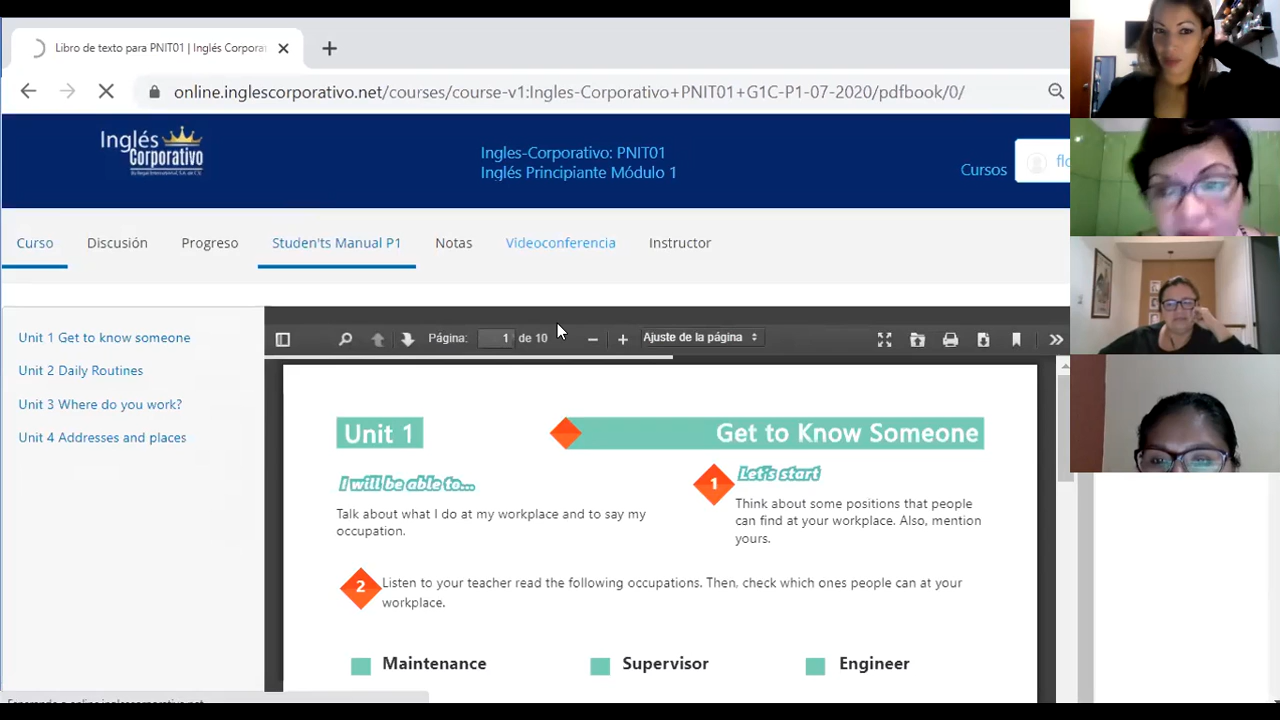 Libro de texto para PNIT01 | Inglés Corpora
online.inglescorporativo.net/courses/course-v1:Ingles-Corporativo+PNIT01+G1C-P1-07-2020/pdfbook/0/
Inglés
Corporativo
Ingles-Corporativo: PNIT01
Inglés Principiante Módulo 1
Cursos
flo
Curso
Discusión
Progreso
Studen'ts Manual P1
Notas
Videoconferencia
Instructor
Unit 1 Get to know someone
Unit 2 Daily Routines
Unit 3 Where do you work?
Unit 4 Addresses and places
Página: 1 de 10
Ajuste de la página
Unit 1
Get to Know Someone
I will be able to...
Talk about what I do at my workplace and to say my
occupation.
1
Let's start
Think about some positions that people
can find at your workplace. Also, mention
yours.
2
Listen to your teacher read the following occupations. Then, check which ones people can at your
workplace.
Maintenance
Supervisor
Engineer